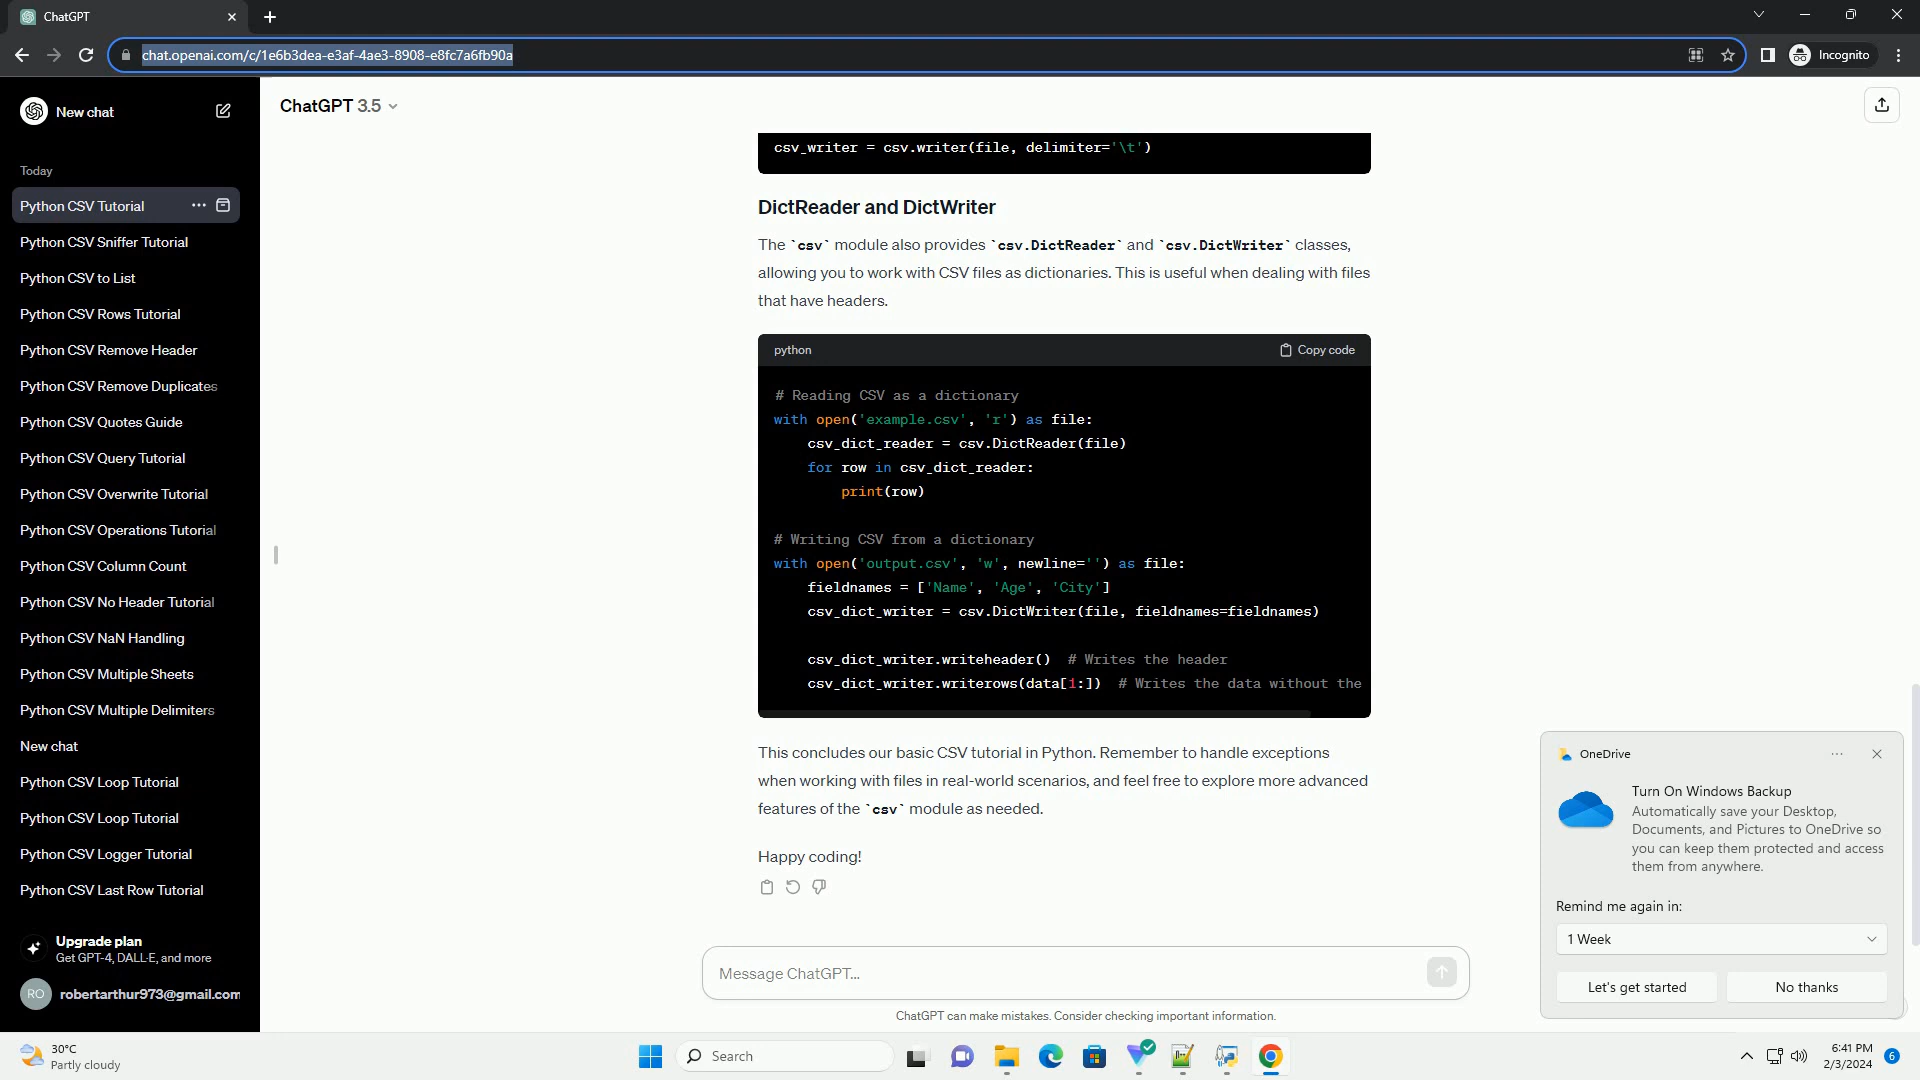 ChatGPT
chat.openai.com/c/1e6b3dea-e3af-4ae3-8908-e8fc7a6fb90a
Incognito
New chat
Today
Python CSV Tutorial
Python CSV Sniffer Tutorial
Python CSV to List
Python CSV Rows Tutorial
Python CSV Remove Header
Python CSV Remove Duplicates
Python CSV Quotes Guide
Python CSV Query Tutorial
Python CSV Overwrite Tutorial
Python CSV Operations Tutorial
Python CSV Column Count
Python CSV No Header Tutorial
Python CSV NaN Handling
Python CSV Multiple Sheets
Python CSV Multiple Delimiters
New chat
Python CSV Loop Tutorial
Python CSV Loop Tutorial
Python CSV Logger Tutorial
Python CSV Last Row Tutorial
Upgrade plan
Get GPT-4, DALL·E, and more
RO
robertarthur973@gmail.com
ChatGPT 3.5
csv_writer = csv.writer(file, delimiter='\t')
DictReader and DictWriter
The `csv` module also provides `csv.DictReader` and `csv.DictWriter` classes,
allowing you to work with CSV files as dictionaries. This is useful when dealing with files
that have headers.
python
Copy code
# Reading CSV as a dictionary
with open('example.csv', 'r') as file:
    csv_dict_reader = csv.DictReader(file)
    for row in csv_dict_reader:
        print(row)
# Writing CSV from a dictionary
with open('output.csv', 'w', newline='') as file:
    fieldnames = ['Name', 'Age', 'City']
    csv_dict_writer = csv.DictWriter(file, fieldnames=fieldnames)
    csv_dict_writer.writeheader()  # Writes the header
    csv_dict_writer.writerows(data[1:])  # Writes the data without the
This concludes our basic CSV tutorial in Python. Remember to handle exceptions
when working with files in real-world scenarios, and feel free to explore more advanced
features of the `csv` module as needed.
Happy coding!
Message ChatGPT...
ChatGPT can make mistakes. Consider checking important information.
OneDrive
Turn On Windows Backup
Automatically save your Desktop,
Documents, and Pictures to OneDrive so
you can keep them protected and access
them from anywhere.
Remind me again in:
1 Week
Let's get started
No thanks
30°C
Partly cloudy
Search
6:41 PM
2/3/2024
6